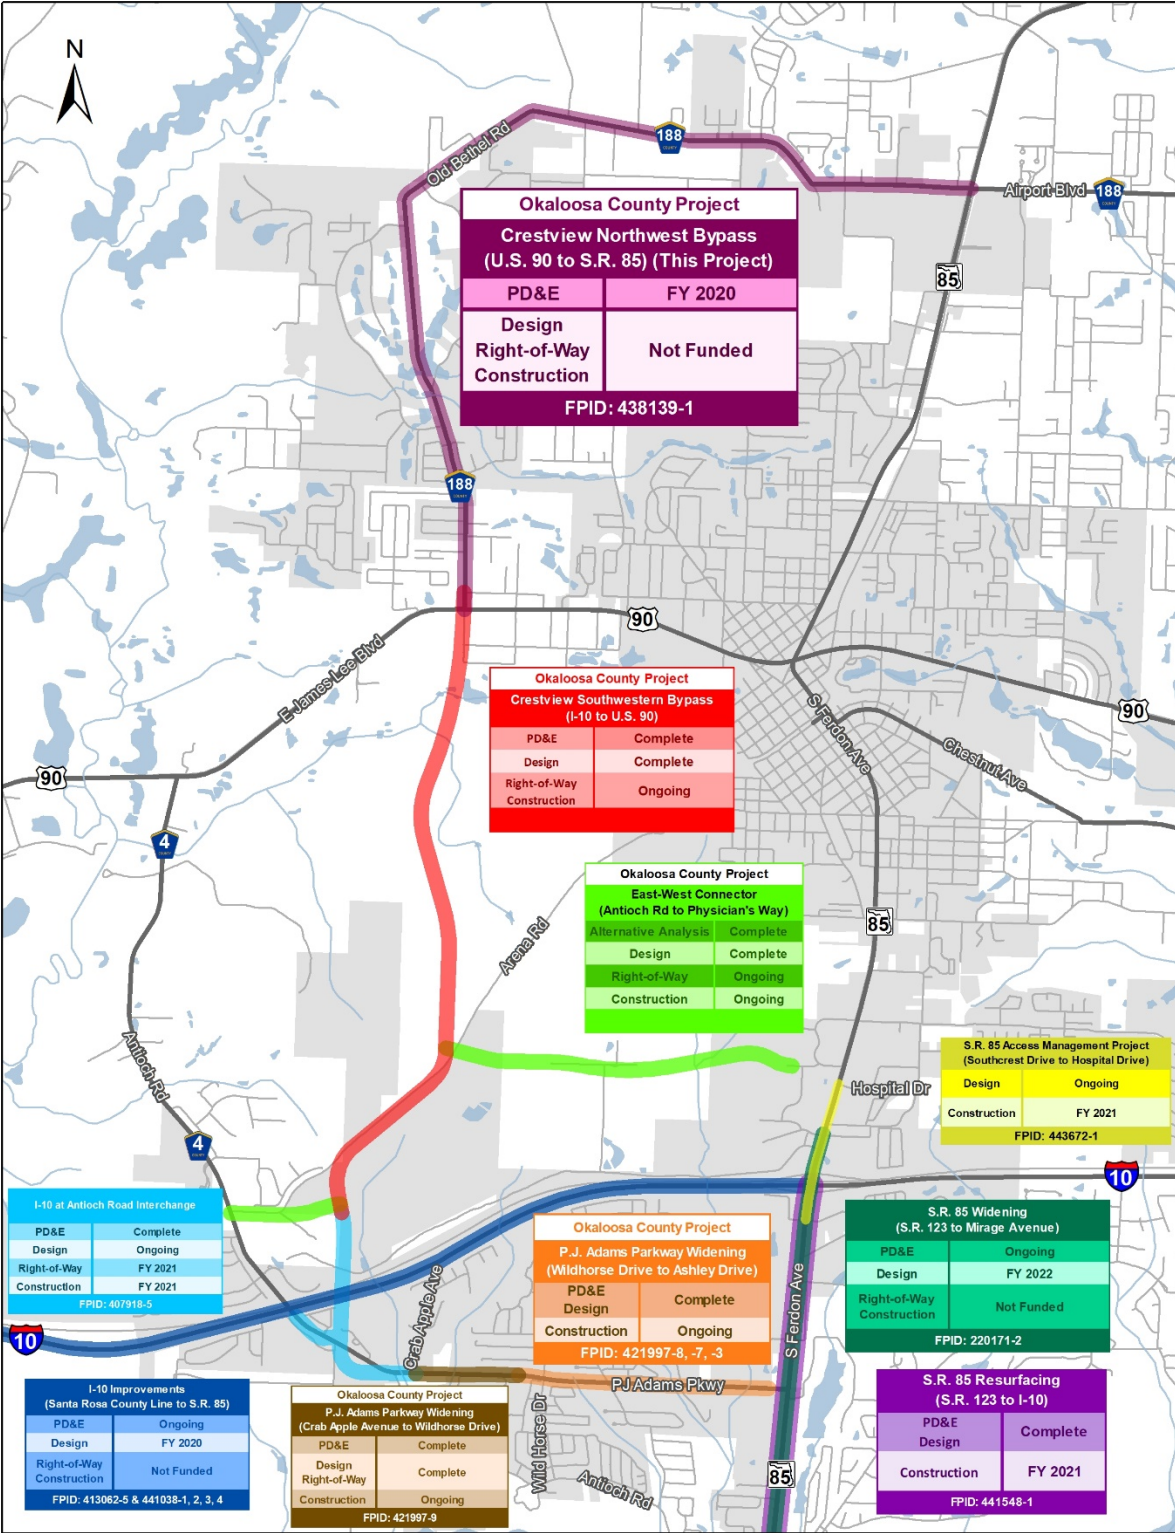 N
Old Bethel Rd
188
COUNTY
Airport Blvd
188
COUNTY
Okaloosa County Project
Crestview Northwest Bypass
(U.S. 90 to S.R. 85) (This Project)
PD&E FY 2020
Design
Right-of-Way
Construction
Not Funded
FPID: 438139-1
85
188
COUNTY
90
E James Lee Blvd
90
90
S Ferdon Ave
Chestnut Ave
Okaloosa County Project
Crestview Southwestern Bypass
(I-10 to U.S. 90)
PD&E Complete
Design Complete
Right-of-Way
Construction
Ongoing
4
COUNTY
Okaloosa County Project
East-West Connector
(Antioch Rd to Physician's Way)
Alternative Analysis Complete
Design Complete
Right-of-Way Ongoing
Construction Ongoing
85
Arena Rd
Antioch Rd
Hospital Dr
S.R. 85 Access Management Project
(Southcrest Drive to Hospital Drive)
Design Ongoing
Construction FY 2021
FPID: 443672-1
4
COUNTY
10
I-10 at Antioch Road Interchange
PD&E Complete
Design Ongoing
Right-of-Way FY 2021
Construction FY 2021
FPID: 407918-5
Okaloosa County Project
P.J. Adams Parkway Widening
(Wildhorse Drive to Ashley Drive)
PD&E
Design
Complete
Construction Ongoing
FPID: 421997-8, -7, -3
S.R. 85 Widening
(S.R. 123 to Mirage Avenue)
PD&E Ongoing
Design FY 2022
Right-of-Way
Construction
Not Funded
FPID: 220171-2
10
Crab Apple Ave
S Ferdon Ave
PJ Adams Pkwy
I-10 Improvements
(Santa Rosa County Line to S.R. 85)
PD&E Ongoing
Design FY 2020
Right-of-Way
Construction
Not Funded
FPID: 413062-5 & 441038-1, 2, 3, 4
Okaloosa County Project
P.J. Adams Parkway Widening
(Crab Apple Avenue to Wildhorse Drive)
PD&E Complete
Design
Right-of-Way
Complete
Construction Ongoing
FPID: 421997-9
Wild Horse Dr
Antioch Rd
85
S.R. 85 Resurfacing
(S.R. 123 to I-10)
PD&E
Design
Complete
Construction FY 2021
FPID: 441548-1